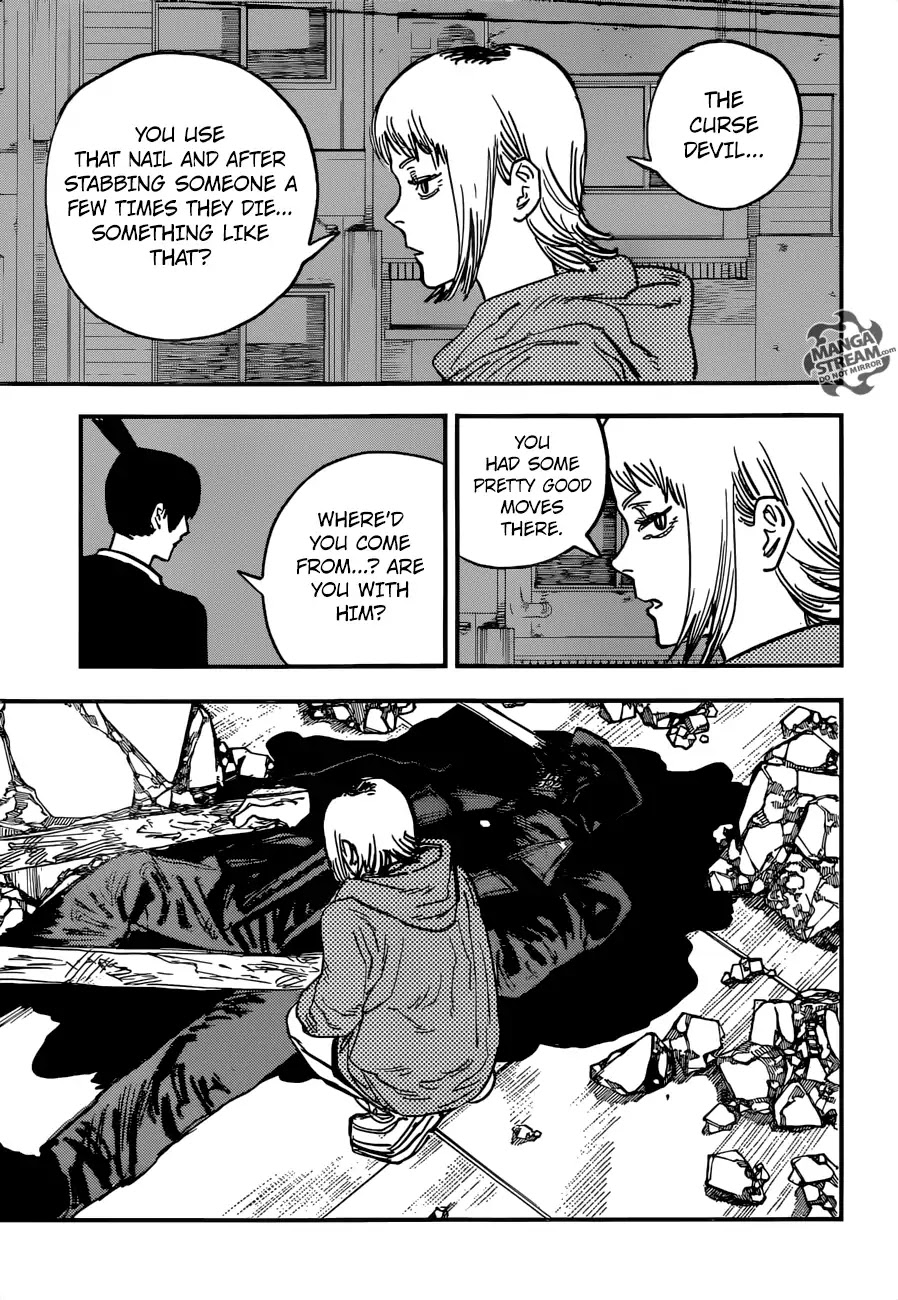 THE
CURSE
DEVIL...
YOU USE
THAT NAIL AND AFTER
STABBING SOMEONE A
FEW TIMES THEY DIE...
SOMETHING LIKE
THAT?
MANGA
STREAM.com
DO NOT MIRROR
YOU
HAD SOME
PRETTY GOOD
MOVES
THERE.
WHERE'D
YOU COME
FROM...? ARE
YOU WITH
HIM?